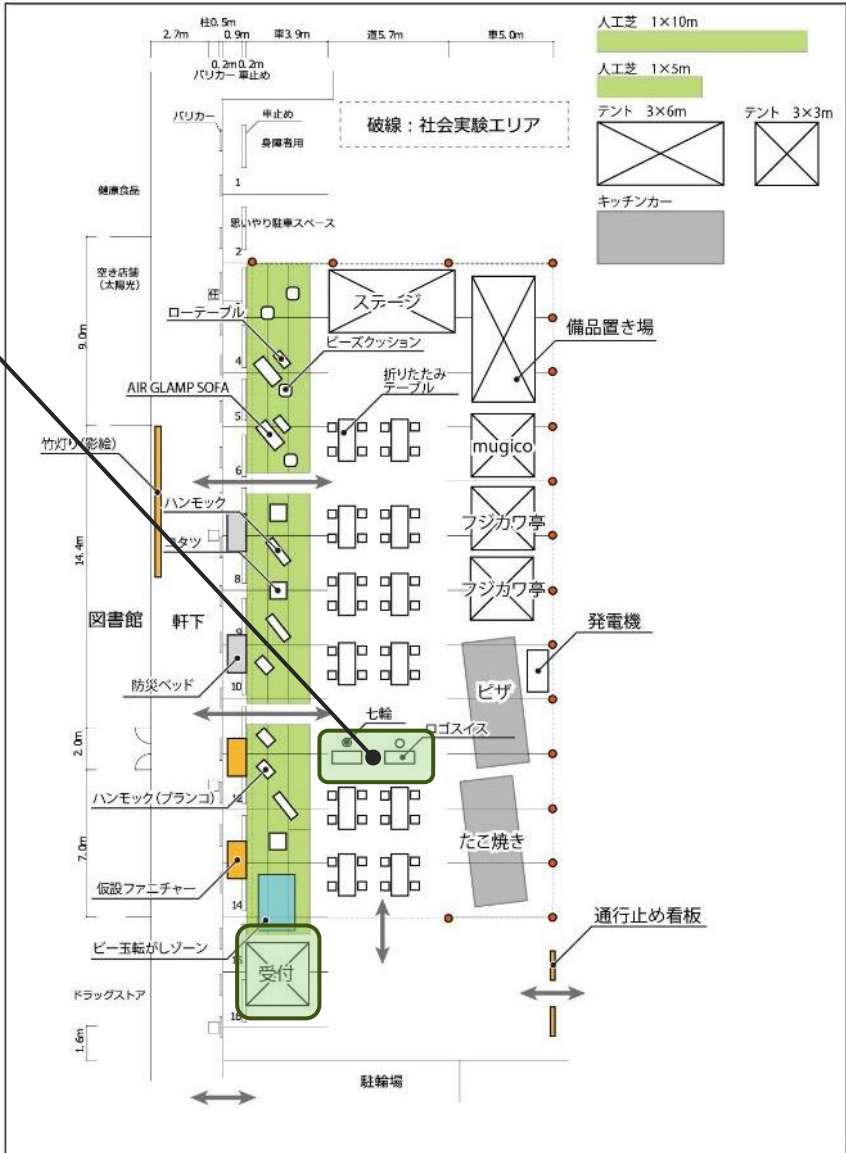 柱0.5m
2.7m 0.9m 車3.9m 道5.7m 車5.0m
0.2m 0.2m
バリカー 車止め
人工芝 1×10m
人工芝 1×5m
テント 3×6m
テント 3×3m
キッチンカー
破線：社会実験エリア
バリカー
車止め
身障者用
1
健康食品
思いやり駐車スペース
2
空き店舗
(太陽光)
ステージ
備品置き場
ローテーブル
ビーズクッション
9.0m
4
AIR GLAMP SOFA
折りたたみ
テーブル
5
竹灯り(影絵)
mugico
6
ハンモック
フジカワ亭
14.4m
8
フジカワ亭
図書館
軒下
9
発電機
防災ベッド
10
ピザ
七輪
ロゴスイス
2.0m
ハンモック(ブランコ)
たこ焼き
7.0m
仮設ファニチャー
14
通行止め看板
ビー玉転がしゾーン
15
受付
ドラッグストア
16
1.6m
駐輪場